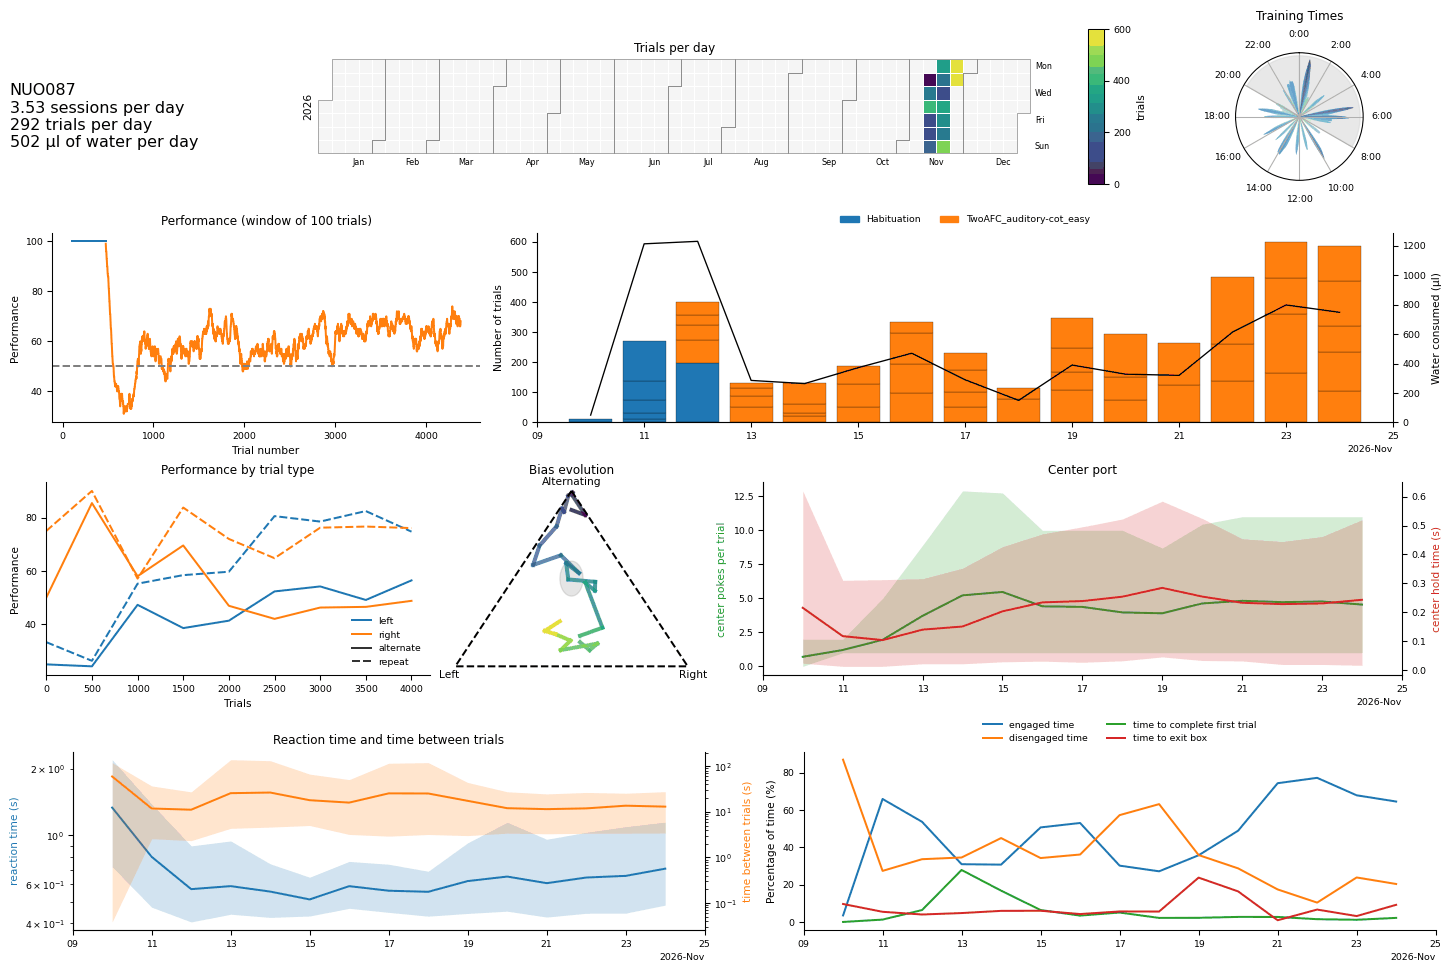 NUO087
3.53 sessions per day
292 trials per day
502 µl of water per day
Trials per day
2026
Jan Feb Mar Apr May Jun Jul Aug Sep Oct Nov Dec
Mon
Wed
Fri
Sun
600
400
200
0
trials
Training Times
0:00
2:00
4:00
6:00
8:00
10:00
12:00
14:00
16:00
18:00
20:00
22:00
Performance (window of 100 trials)
Performance
100
80
60
40
0 1000 2000 3000 4000
Trial number
Habituation
TwoAFC_auditory-cot_easy
Number of trials
600
500
400
300
200
100
0
09 11 13 15 17 19 21 23 25
2026-Nov
1200
1000
800
600
400
200
0
Water consumed (µl)
Performance by trial type
Performance
80
60
40
left
right
alternate
repeat
0 500 1000 1500 2000 2500 3000 3500 4000
Trials
Bias evolution
Alternating
Left
Right
Center port
center pokes per trial
12.5
10.0
7.5
5.0
2.5
0.0
09 11 13 15 17 19 21 23 25
2026-Nov
0.6
0.5
0.4
0.3
0.2
0.1
0.0
center hold time (s)
Reaction time and time between trials
reaction time (s)
2 × 10⁰
10⁰
6 × 10⁻¹
4 × 10⁻¹
09 11 13 15 17 19 21 23 25
2026-Nov
10²
10¹
10⁰
10⁻¹
time between trials (s)
engaged time
disengaged time
time to complete first trial
time to exit box
Percentage of time (%)
80
60
40
20
0
09 11 13 15 17 19 21 23 25
2026-Nov